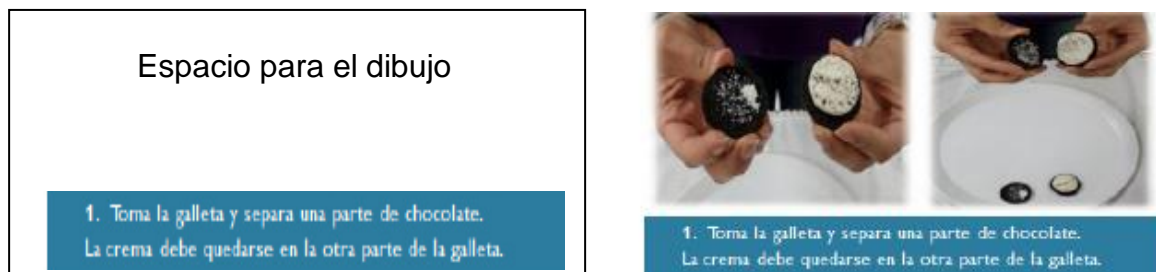 Espacio para el dibujo
1. Toma la galleta y separa una parte de chocolate.
La crema debe quedarse en la otra parte de la galleta.
1. Toma la galleta y separa una parte de chocolate.
La crema debe quedarse en la otra parte de la galleta.